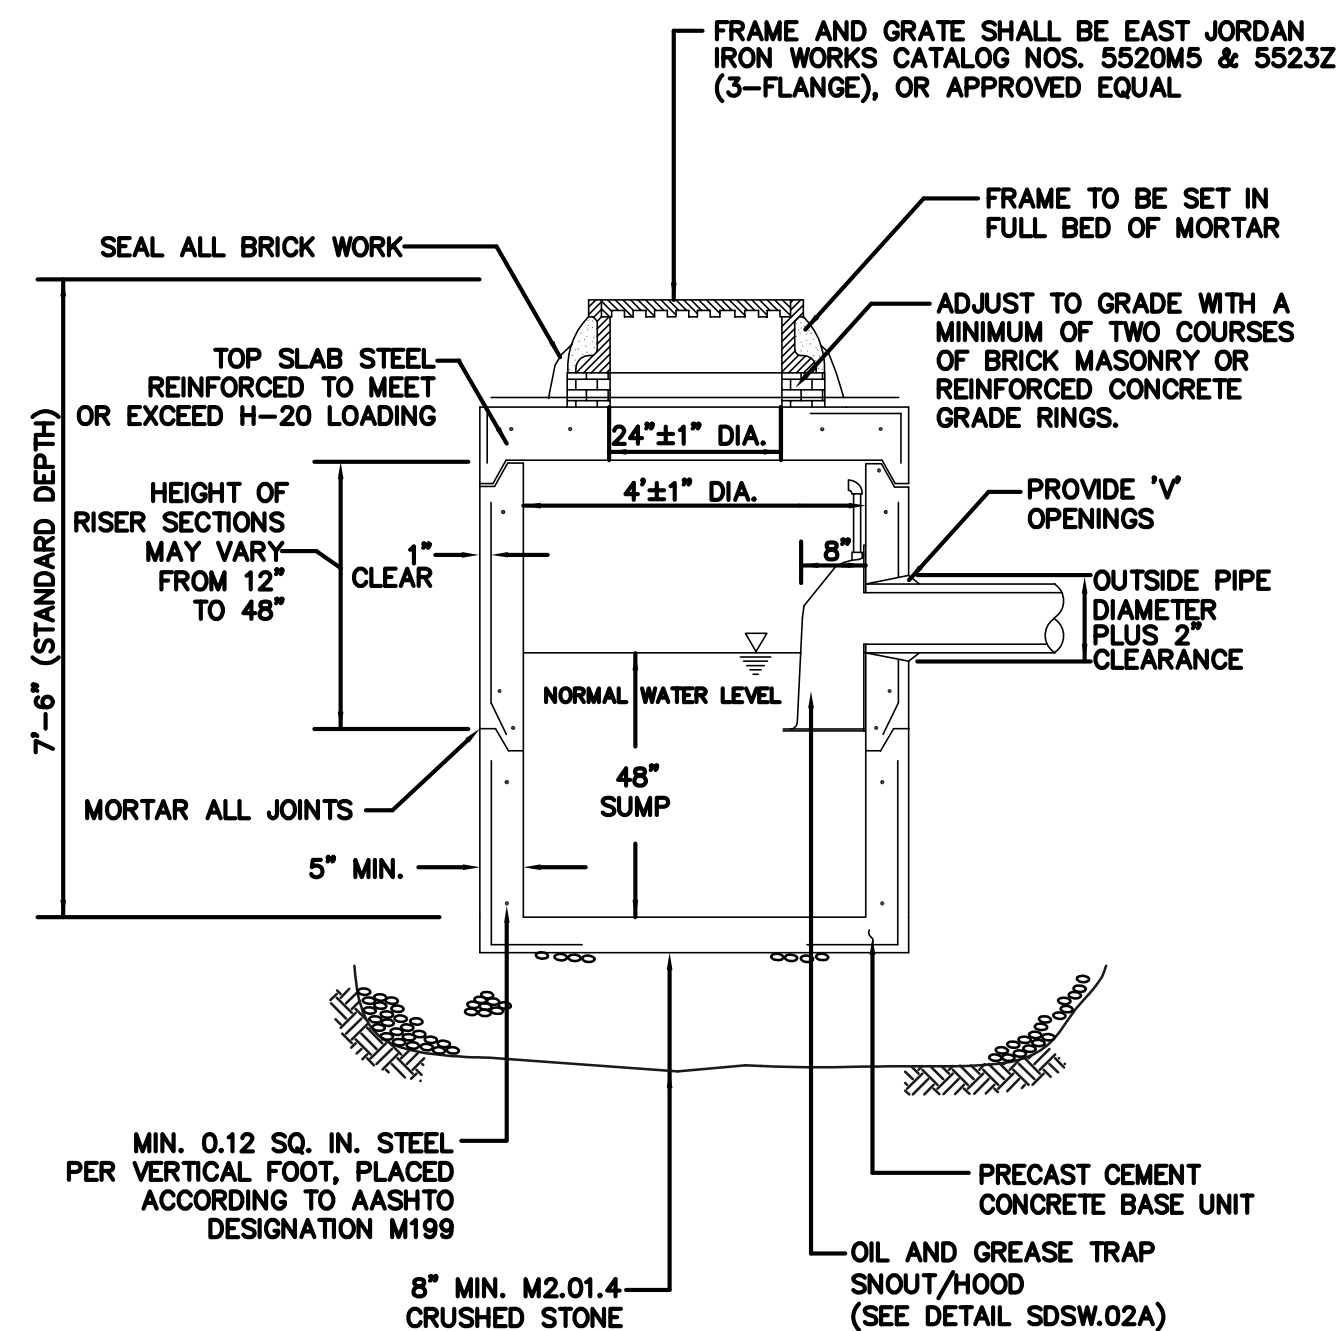 FRAME AND GRATE SHALL BE EAST JORDAN
IRON WORKS CATALOG NOS. 5520M5 & 5523Z
(3-FLANGE), OR APPROVED EQUAL
FRAME TO BE SET IN
FULL BED OF MORTAR
SEAL ALL BRICK WORK
ADJUST TO GRADE WITH A
MINIMUM OF TWO COURSES
OF BRICK MASONRY OR
REINFORCED CONCRETE
GRADE RINGS.
TOP SLAB STEEL
REINFORCED TO MEET
OR EXCEED H-20 LOADING
24"±1" DIA.
4'±1" DIA.
7'-6" (STANDARD DEPTH)
HEIGHT OF
RISER SECTIONS
MAY VARY
FROM 12"
TO 48"
1"
CLEAR
8"
PROVIDE 'V'
OPENINGS
OUTSIDE PIPE
DIAMETER
PLUS 2"
CLEARANCE
NORMAL WATER LEVEL
48"
SUMP
MORTAR ALL JOINTS
5" MIN.
MIN. 0.12 SQ. IN. STEEL
PER VERTICAL FOOT, PLACED
ACCORDING TO AASHTO
DESIGNATION M199
PRECAST CEMENT
CONCRETE BASE UNIT
OIL AND GREASE TRAP
SNOUT/HOOD
(SEE DETAIL SDSW.02A)
8" MIN. M2.01.4
CRUSHED STONE